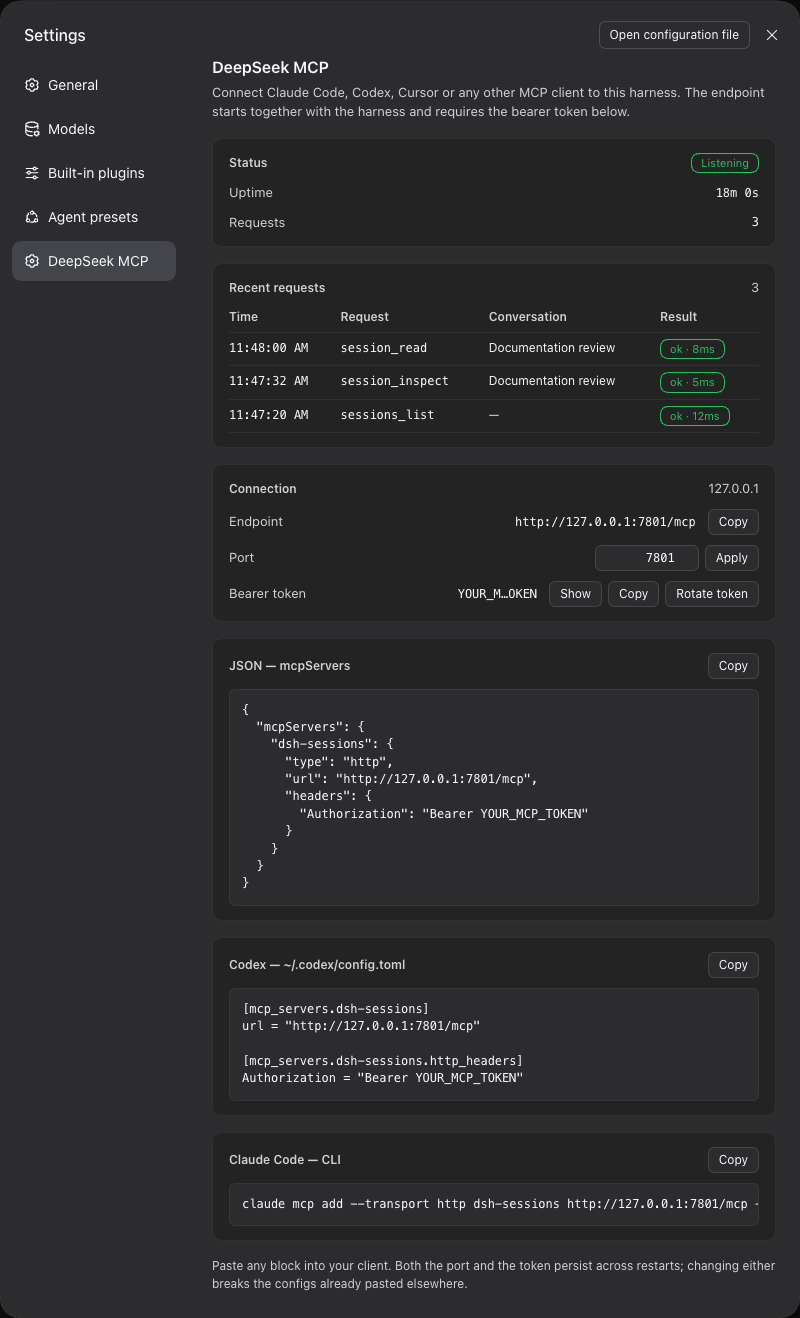 Settings
Open configuration file
General
Models
Built-in plugins
Agent presets
DeepSeek MCP
DeepSeek MCP
Connect Claude Code, Codex, Cursor or any other MCP client to this harness. The endpoint
starts together with the harness and requires the bearer token below.
Status Listening
Uptime 18m 0s
Requests 3
Recent requests 3
Time Request Conversation Result
11:48:00 AM session_read Documentation review ok · 8ms
11:47:32 AM session_inspect Documentation review ok · 5ms
11:47:20 AM sessions_list — ok · 12ms
Connection 127.0.0.1
Endpoint http://127.0.0.1:7801/mcp Copy
Port 7801 Apply
Bearer token YOUR_M…OKEN Show Copy Rotate token
JSON — mcpServers Copy
{
  "mcpServers": {
    "dsh-sessions": {
      "type": "http",
      "url": "http://127.0.0.1:7801/mcp",
      "headers": {
        "Authorization": "Bearer YOUR_MCP_TOKEN"
      }
    }
  }
}
Codex — ~/.codex/config.toml Copy
[mcp_servers.dsh-sessions]
url = "http://127.0.0.1:7801/mcp"
[mcp_servers.dsh-sessions.http_headers]
Authorization = "Bearer YOUR_MCP_TOKEN"
Claude Code — CLI Copy
claude mcp add --transport http dsh-sessions http://127.0.0.1:7801/mcp
Paste any block into your client. Both the port and the token persist across restarts; changing either
breaks the configs already pasted elsewhere.